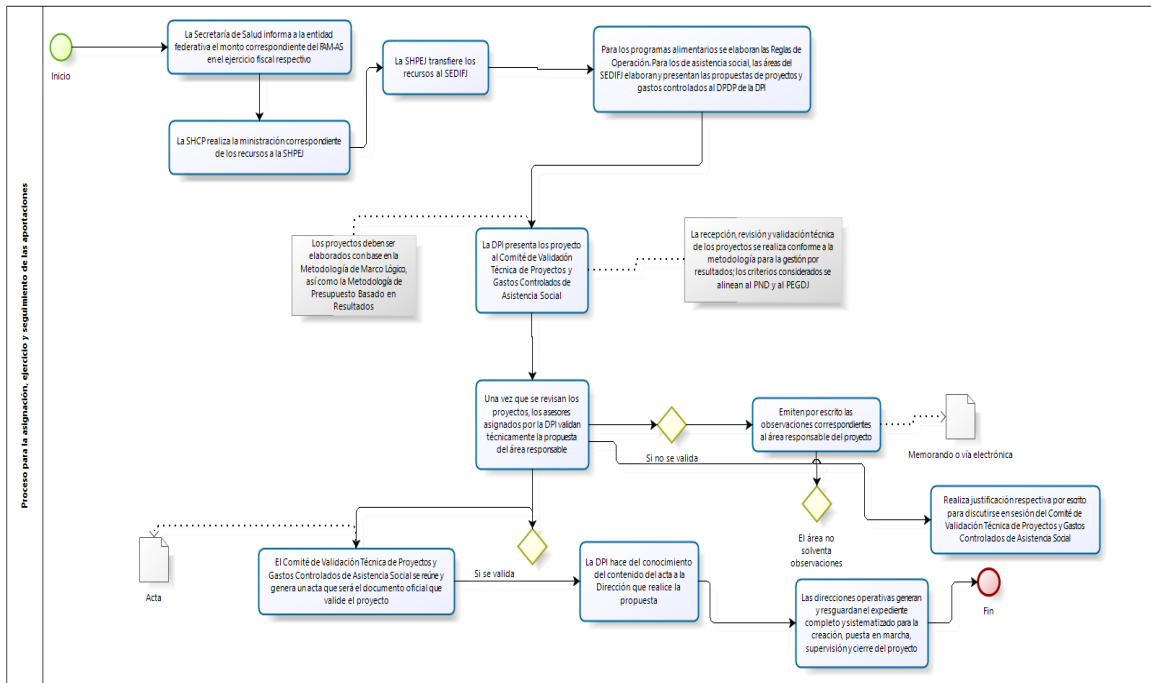 Proceso para la asignación, ejercicio y seguimiento de las aportaciones
Inicio
La Secretaría de Salud informa a la entidad
federativa el monto correspondiente del FAM-AS
en el ejercicio fiscal respectivo
La SHCP realiza la ministración correspondiente
de los recursos a la SHPEJ
La SHPEJ transfiere los
recursos al SEDIFJ
Para los programas alimentarios se elaboran las Reglas de
Operación. Para los de asistencia social, las áreas del
SEDIFJ elaboran y presentan las propuestas de proyectos y
gastos controlados al DPDP de la DPI
Los proyectos deben ser
elaborados con base en la
Metodología de Marco Lógico,
así como la Metodología de
Presupuesto Basado en
Resultados
La DPI presenta los proyecto
al Comité de Validación
Técnica de Proyectos y
Gastos Controlados de
Asistencia Social
La recepción, revisión y validación técnica
de los proyectos se realiza conforme a la
metodología para la gestión por
resultados; los criterios considerados se
alinean al PND y al PEGDJ
Una vez que se revisan los
proyectos, los asesores
asignados por la DPI validan
técnicamente la propuesta
del área responsable
Emiten por escrito las
observaciones correspondientes
al área responsable del proyecto
Memorando o vía electrónica
Si no se valida
El área no
solventa
observaciones
Realiza justificación respectiva por escrito
para discutirse en sesión del Comité de
Validación Técnica de Proyectos y Gastos
Controlados de Asistencia Social
Acta
El Comité de Validación Técnica de Proyectos y
Gastos Controlados de Asistencia Social se reúne y
genera un acta que será el documento oficial que
valide el proyecto
Si se valida
La DPI hace del conocimiento
del contenido del acta a la
Dirección que realice la
propuesta
Las direcciones operativas generan
y resguardan el expediente
completo y sistematizado para la
creación, puesta en marcha,
supervisión y cierre del proyecto
Fin